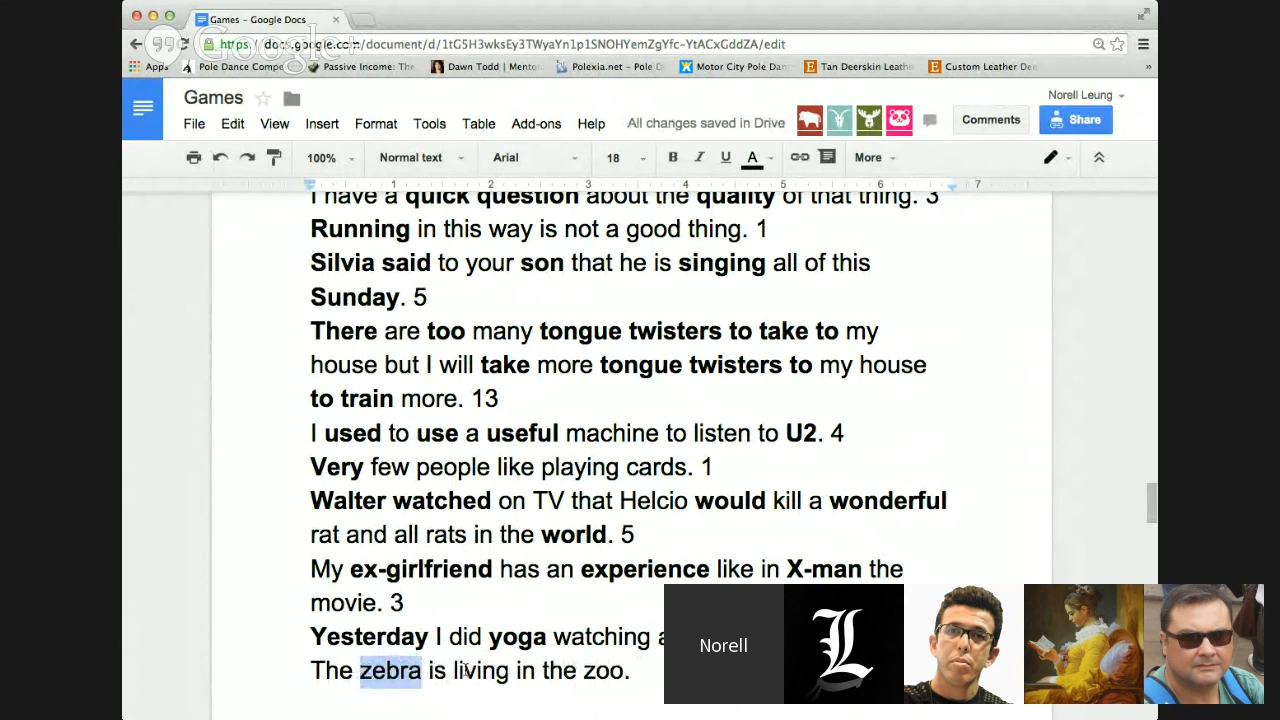 Games - Google Docs
https://docs.google.com/document/d/1tG5H3wksEy3TWyaYn1p1SNOHYemZgYfc-YtACxGddZA/edit
Google+
Apps Pole Dance Compe Passive Income: The Dawn Todd | Mento Polexia.net – Pole D Motor City Pole Dan Tan Deerskin Leathe Custom Leather De »
Games Norell Leung
File Edit View Insert Format Tools Table Add-ons Help All changes saved in Drive Comments Share
100% Normal text Arial 18 B I U A More
1 2 3 4 5 6 7
I have a quick question about the quality of that thing. 3
Running in this way is not a good thing. 1
Silvia said to your son that he is singing all of this
Sunday. 5
There are too many tongue twisters to take to my
house but I will take more tongue twisters to my house
to train more. 13
I used to use a useful machine to listen to U2. 4
Very few people like playing cards. 1
Walter watched on TV that Helcio would kill a wonderful
rat and all rats in the world. 5
My ex-girlfriend has an experience like in X-man the
movie. 3
Yesterday I did yoga watching
The zebra is living in the zoo.
Norell
L